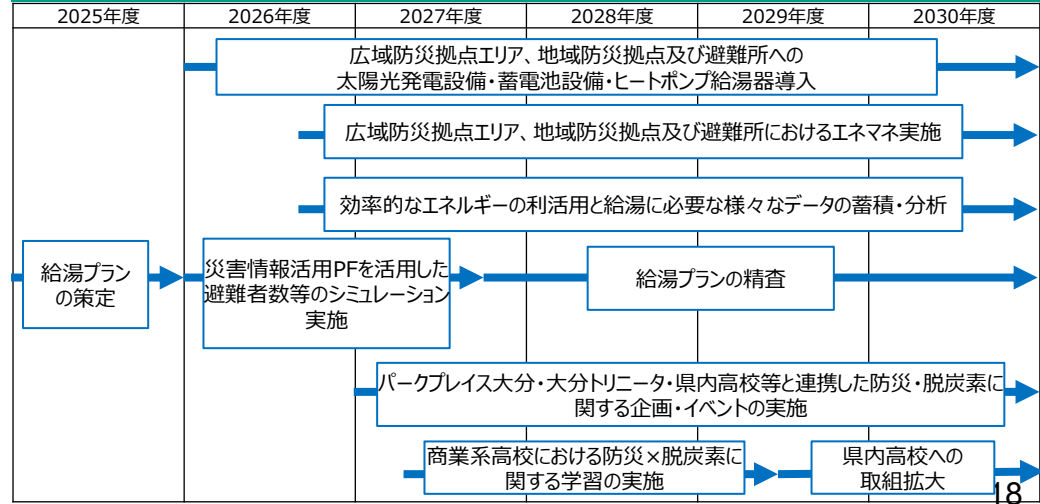 2025年度 2026年度 2027年度 2028年度 2029年度 2030年度
広域防災拠点エリア、地域防災拠点及び避難所への
太陽光発電設備・蓄電池設備・ヒートポンプ給湯器導入
広域防災拠点エリア、地域防災拠点及び避難所におけるエネマネ実施
効率的なエネルギーの利活用と給湯に必要な様々なデータの蓄積・分析
給湯プラン
の策定
災害情報活用PFを活用した
避難者数等のシミュレーション
実施
給湯プランの精査
パークプレイス大分・大分トリニータ・県内高校等と連携した防災・脱炭素に
関する企画・イベントの実施
商業系高校における防災×脱炭素に
関する学習の実施
県内高校への
取組拡大
18